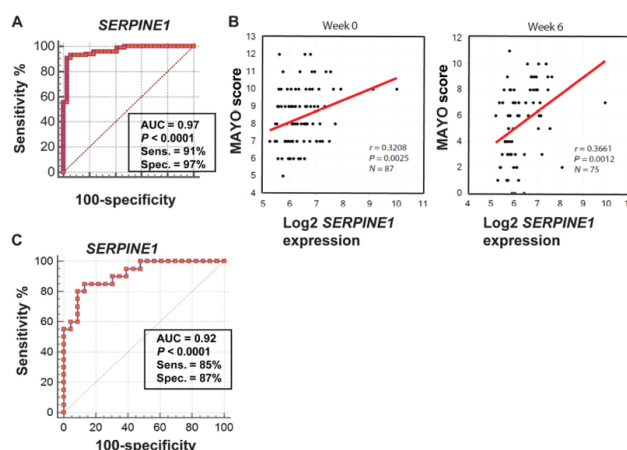 A
SERPINE1
Sensitivity %
100
80
60
40
20
0
AUC = 0.97
P < 0.0001
Sens. = 91%
Spec. = 97%
100-specificity
B
Week 0
MAYO score
13
12
11
10
9
8
7
6
5
4
r = 0.3208
P = 0.0025
N = 87
5 6 7 8 9 10 11
Log2 SERPINE1
expression
Week 6
MAYO score
12
10
8
6
4
2
0
r = 0.3661
P = 0.0012
N = 75
4 5 6 7 8 9 10 11
Log2 SERPINE1
expression
C
SERPINE1
Sensitivity %
100
80
60
40
20
0
AUC = 0.92
P < 0.0001
Sens. = 85%
Spec. = 87%
0 20 40 60 80 100
100-specificity